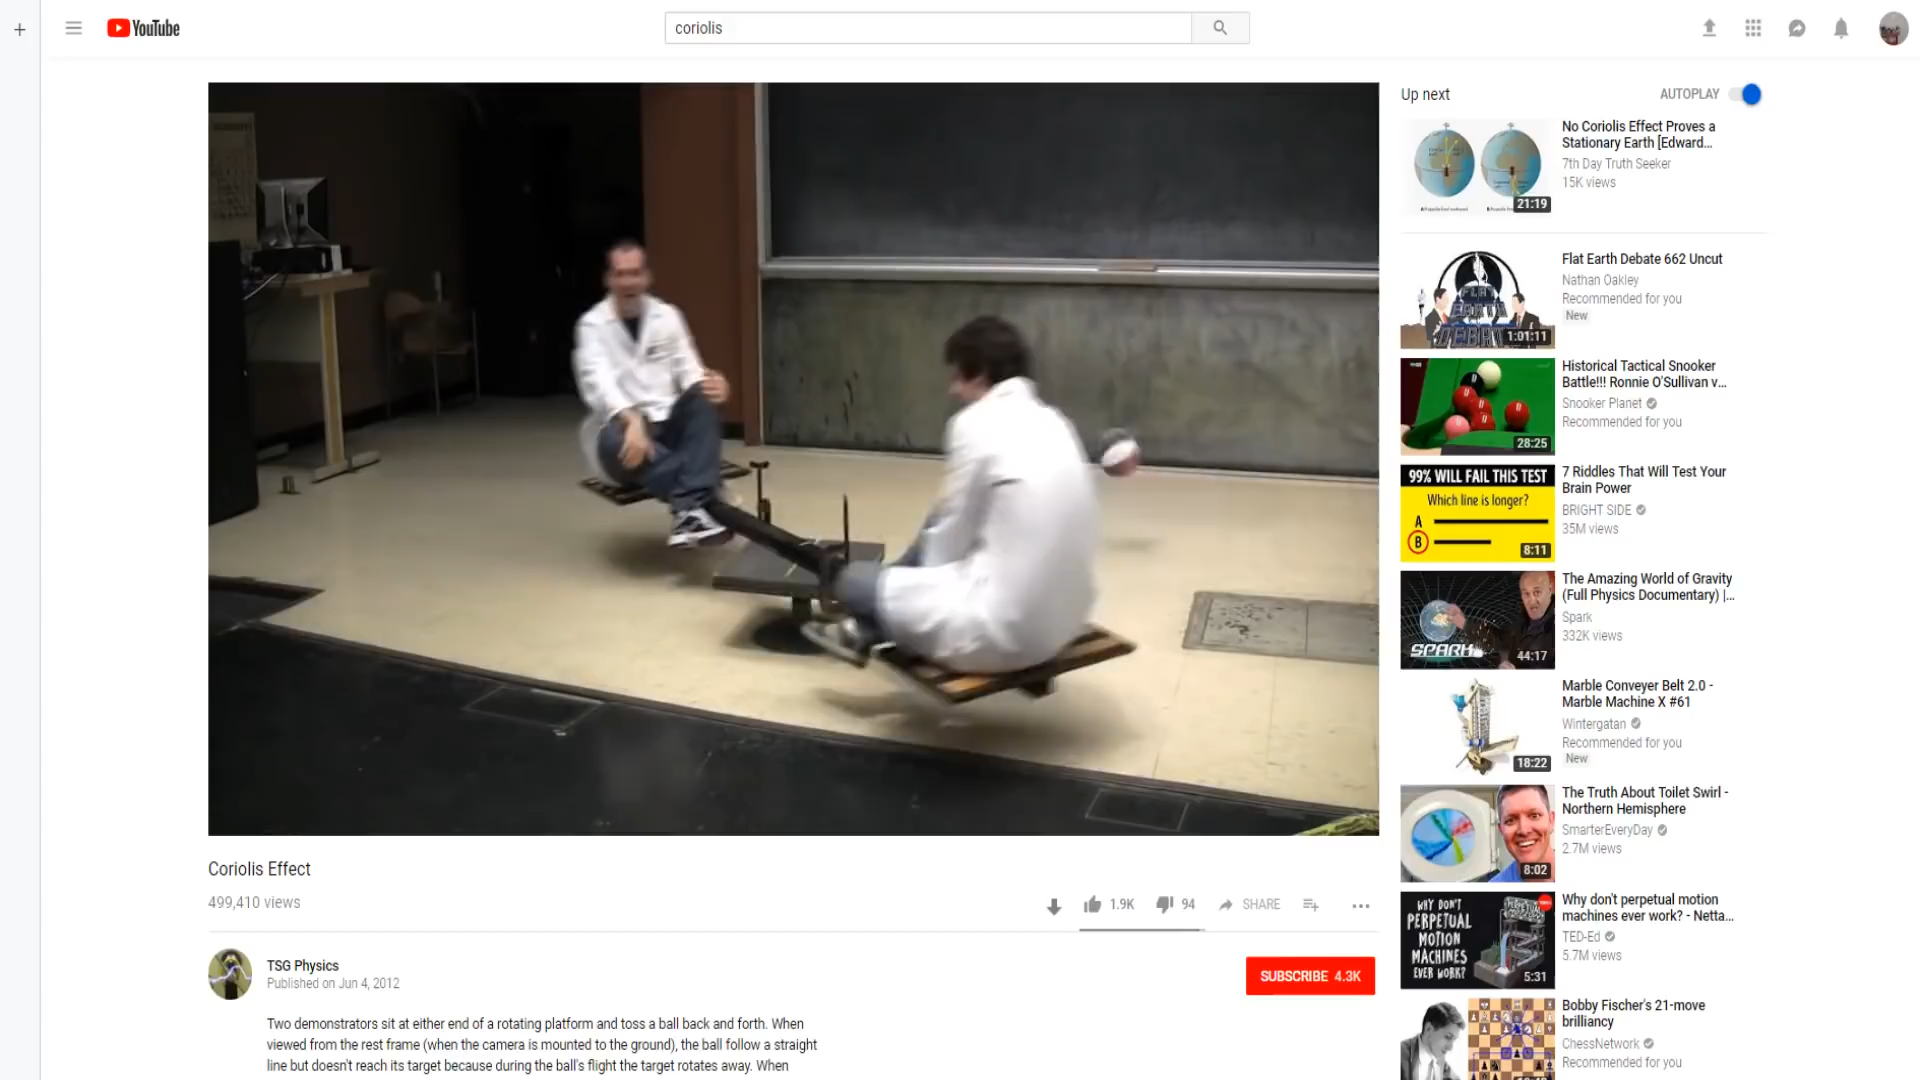 YouTube
coriolis
Up next
AUTOPLAY
No Coriolis Effect Proves a
Stationary Earth [Edward...
7th Day Truth Seeker
15K views
21:19
Flat Earth Debate 662 Uncut
Nathan Oakley
Recommended for you
New
FLAT
EARTH
DEBATE
1:01:11
Historical Tactical Snooker
Battle!!! Ronnie O'Sullivan v...
Snooker Planet
Recommended for you
28:25
99% WILL FAIL THIS TEST
Which line is longer?
A
B
8:11
7 Riddles That Will Test Your
Brain Power
BRIGHT SIDE
35M views
The Amazing World of Gravity
(Full Physics Documentary) |...
Spark
332K views
SPARK
44:17
Marble Conveyer Belt 2.0 -
Marble Machine X #61
Wintergatan
Recommended for you
New
18:22
The Truth About Toilet Swirl -
Northern Hemisphere
SmarterEveryDay
2.7M views
8:02
WHY DON'T
PERPETUAL
MOTION
MACHINES
EVER WORK?
5:31
Why don't perpetual motion
machines ever work? - Netta...
TED-Ed
5.7M views
Bobby Fischer's 21-move
brilliancy
ChessNetwork
Recommended for you
Coriolis Effect
499,410 views
1.9K
94
SHARE
TSG Physics
Published on Jun 4, 2012
SUBSCRIBE 4.3K
Two demonstrators sit at either end of a rotating platform and toss a ball back and forth. When
viewed from the rest frame (when the camera is mounted to the ground), the ball follow a straight
line but doesn't reach its target because during the ball's flight the target rotates away. When